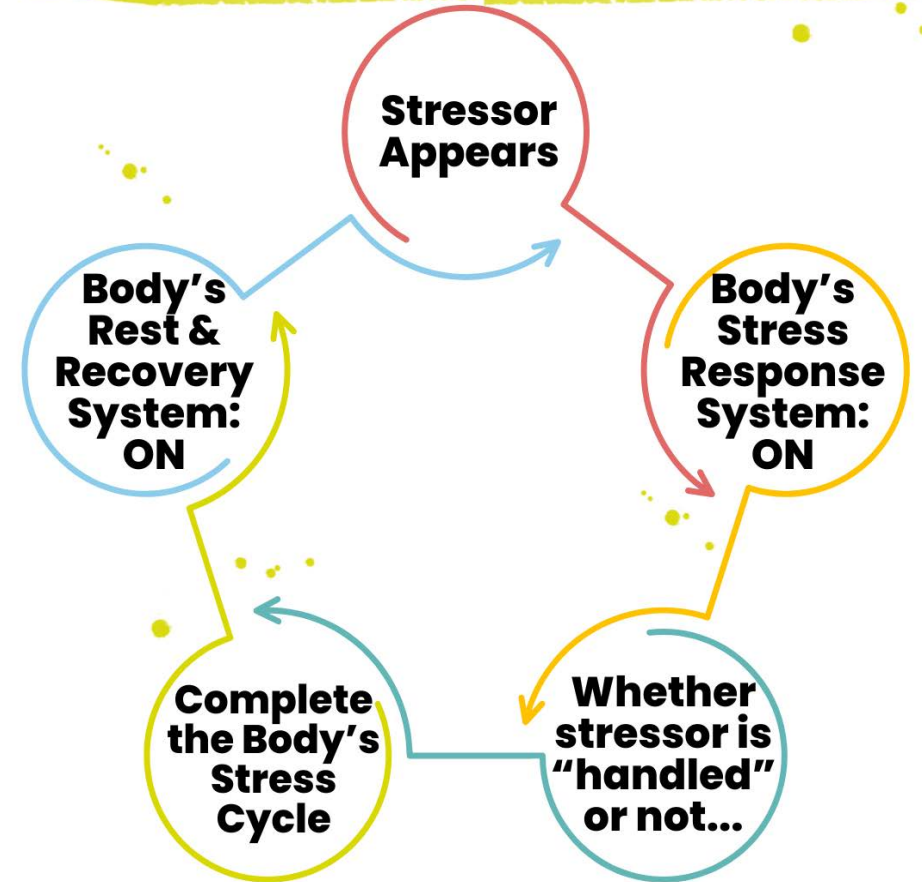 Stressor
Appears
Body’s
Stress
Response
System:
ON
Whether
stressor is
“handled”
or not...
Complete
the Body’s
Stress
Cycle
Body’s
Rest &
Recovery
System:
ON